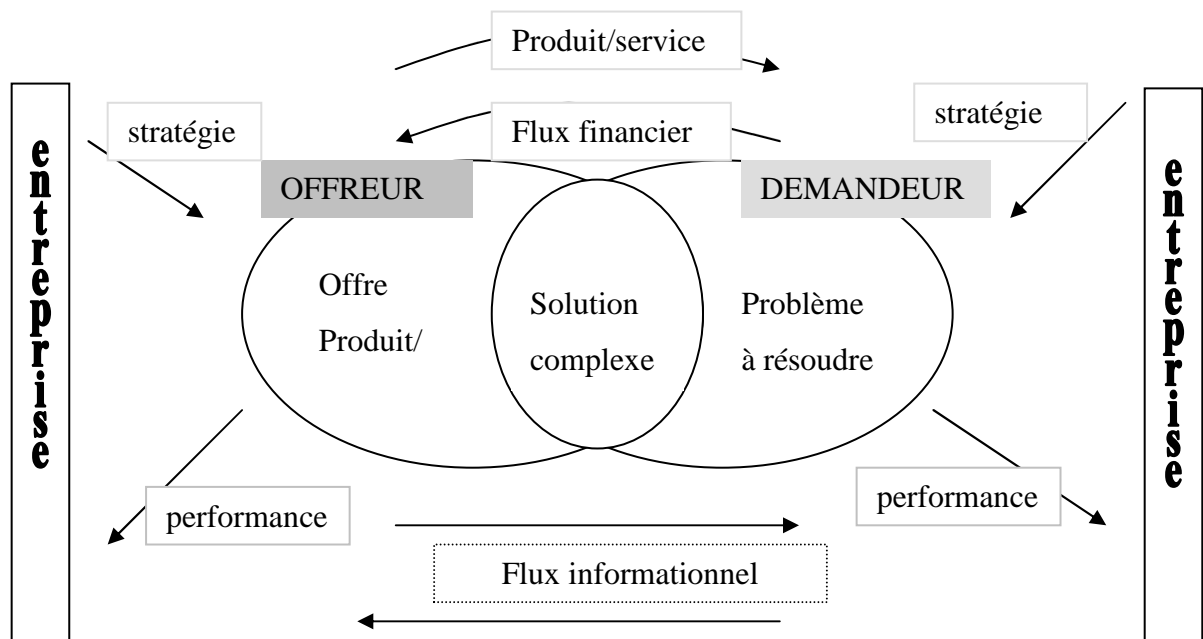 Produit/service
stratégie
stratégie
Flux financier
OFFREUR
DEMANDEUR
entreprise
entreprise
Offre
Produit/
Solution
complexe
Problème
à résoudre
performance
performance
Flux informationnel